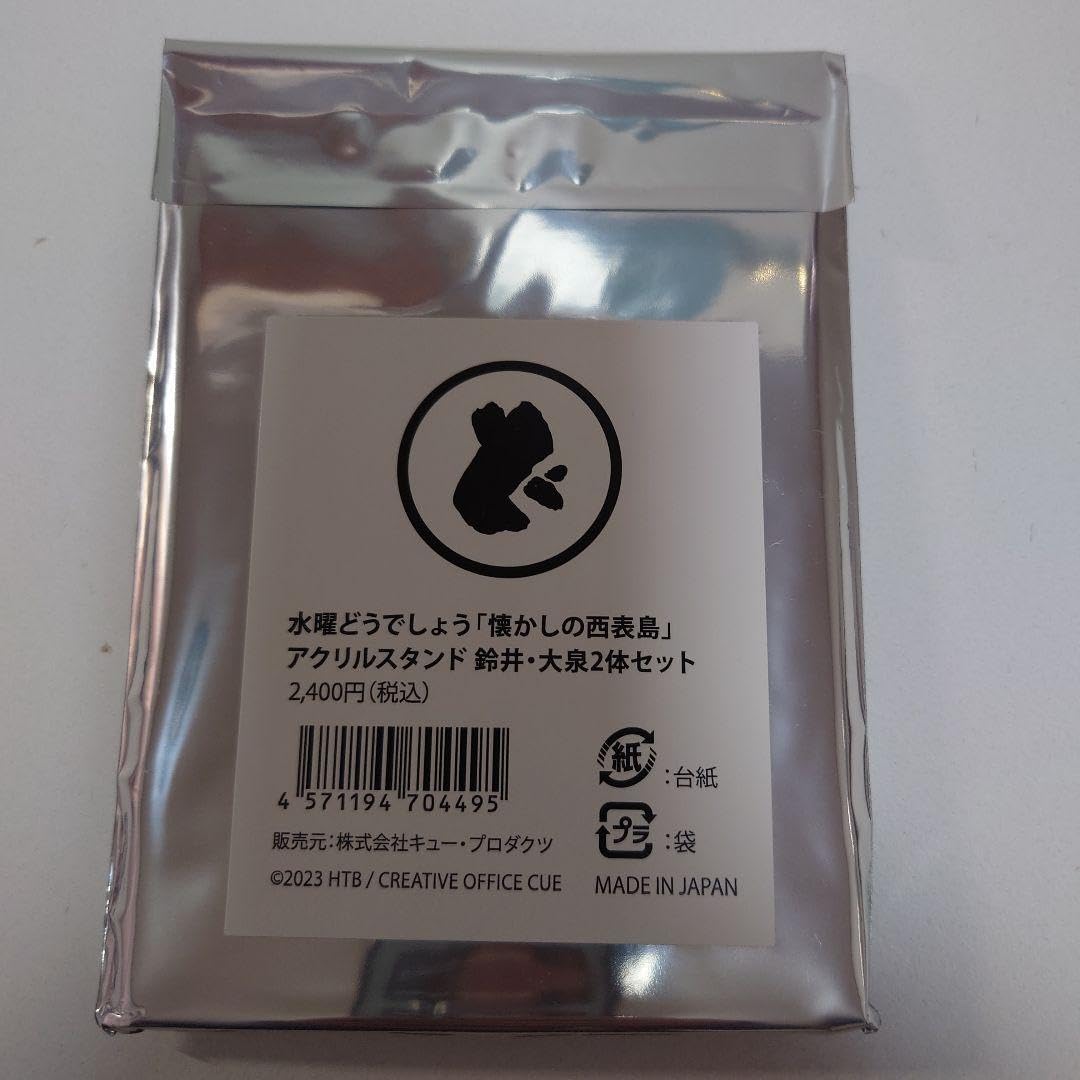 ど
水曜どうでしょう「懐かしの西表島」
アクリルスタンド 鈴井・大泉2体セット
2,400円(税込)
4 571194 704495
紙 :台紙
プラ :袋
販売元:株式会社キュー・プロダクツ
©2023 HTB / CREATIVE OFFICE CUE
MADE IN JAPAN